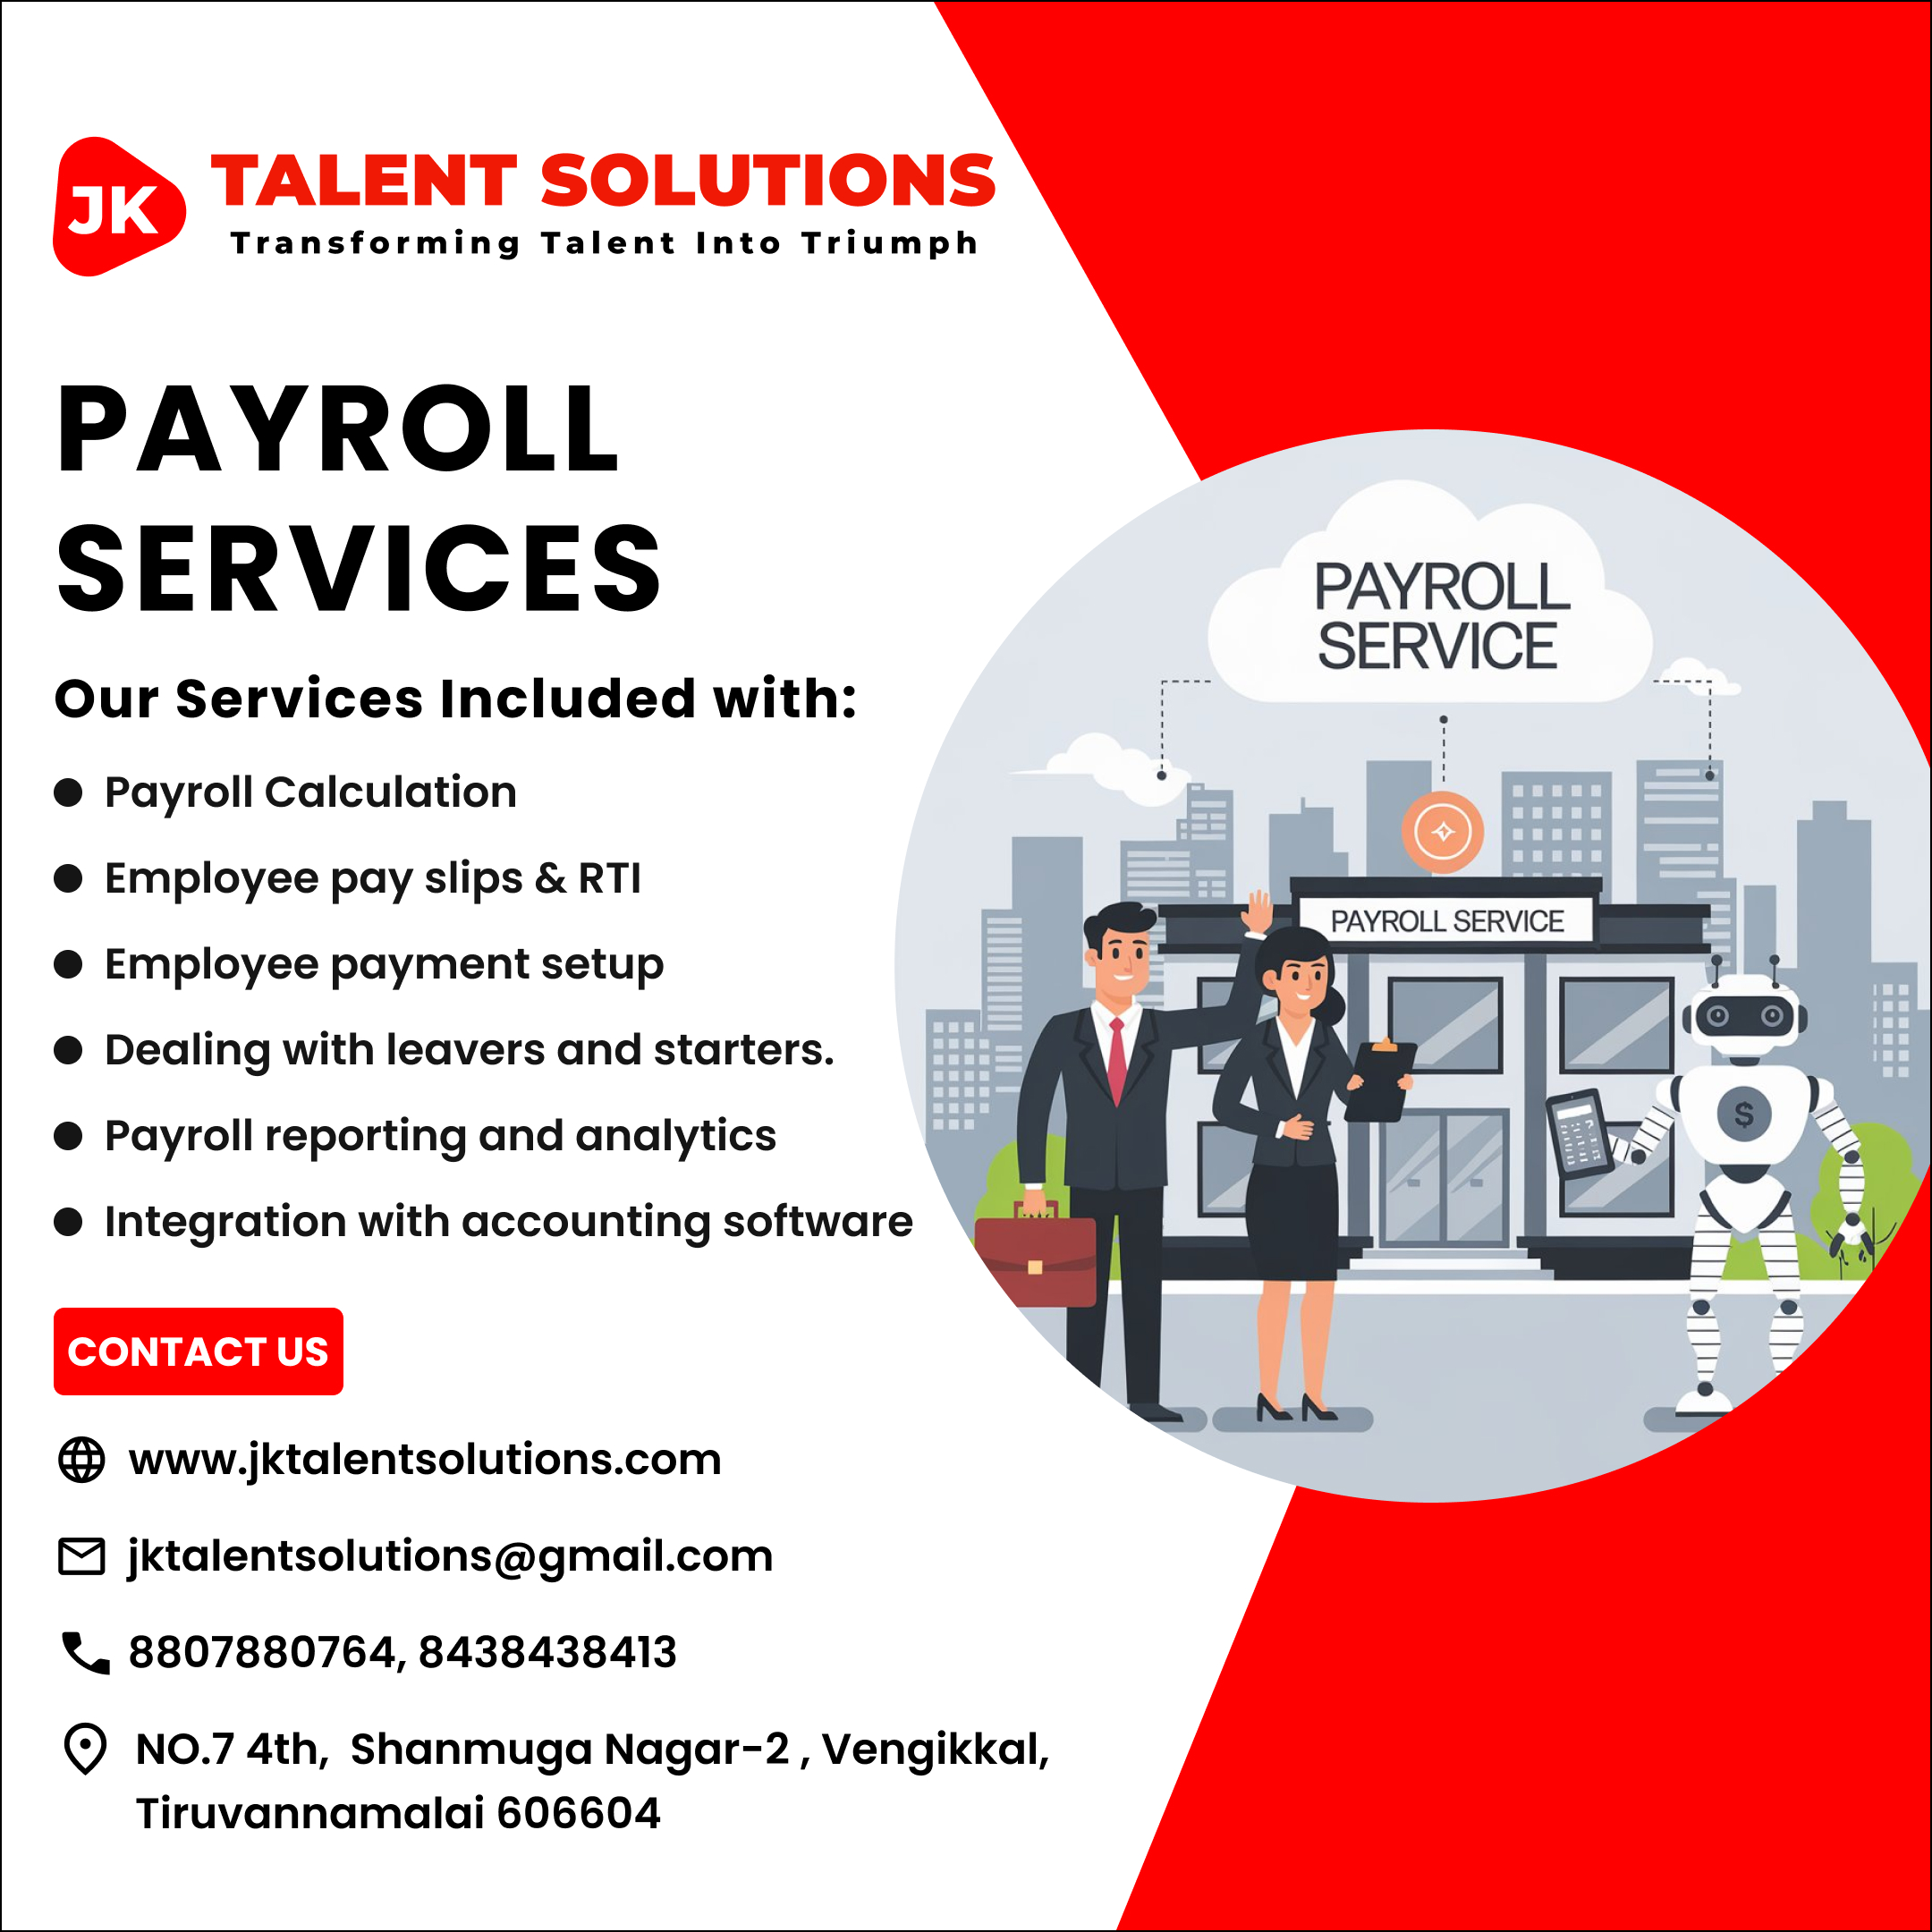 JK
TALENT SOLUTIONS
Transforming Talent Into Triumph
PAYROLL
SERVICES
Our Services Included with:
Payroll Calculation
Employee pay slips & RTI
Employee payment setup
Dealing with leavers and starters.
Payroll reporting and analytics
Integration with accounting software
CONTACT US
www.jktalentsolutions.com
jktalentsolutions@gmail.com
8807880764, 8438438413
NO.7 4th, Shanmuga Nagar-2 , Vengikkal,
Tiruvannamalai 606604
PAYROLL
SERVICE
PAYROLL SERVICE
$